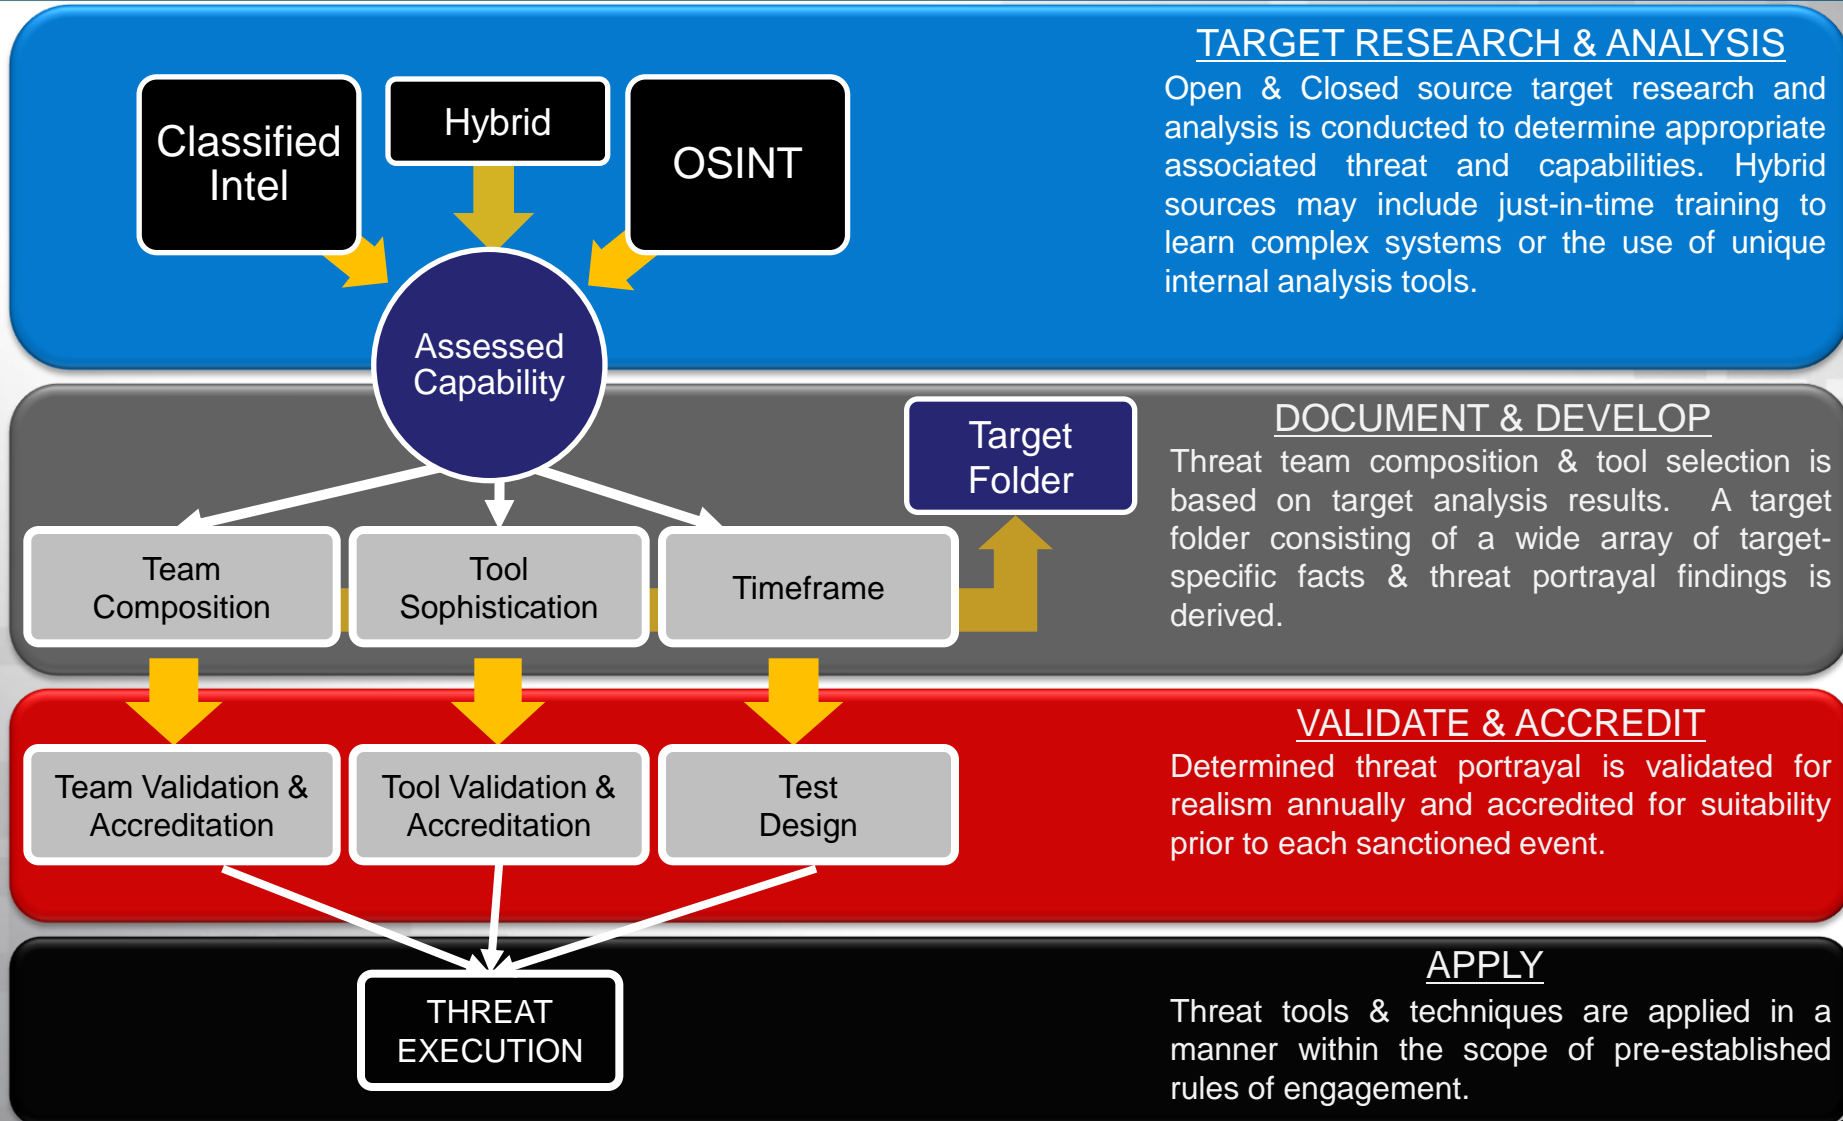 TARGET RESEARCH & ANALYSIS
Open & Closed source target research and
analysis is conducted to determine appropriate
associated threat and capabilities. Hybrid
sources may include just-in-time training to
learn complex systems or the use of unique
internal analysis tools.
Classified
Intel
Hybrid
OSINT
Assessed
Capability
DOCUMENT & DEVELOP
Threat team composition & tool selection is
based on target analysis results. A target
folder consisting of a wide array of target-
specific facts & threat portrayal findings is
derived.
Target
Folder
Team
Composition
Tool
Sophistication
Timeframe
VALIDATE & ACCREDIT
Determined threat portrayal is validated for
realism annually and accredited for suitability
prior to each sanctioned event.
Team Validation &
Accreditation
Tool Validation &
Accreditation
Test
Design
APPLY
Threat tools & techniques are applied in a
manner within the scope of pre-established
rules of engagement.
THREAT
EXECUTION